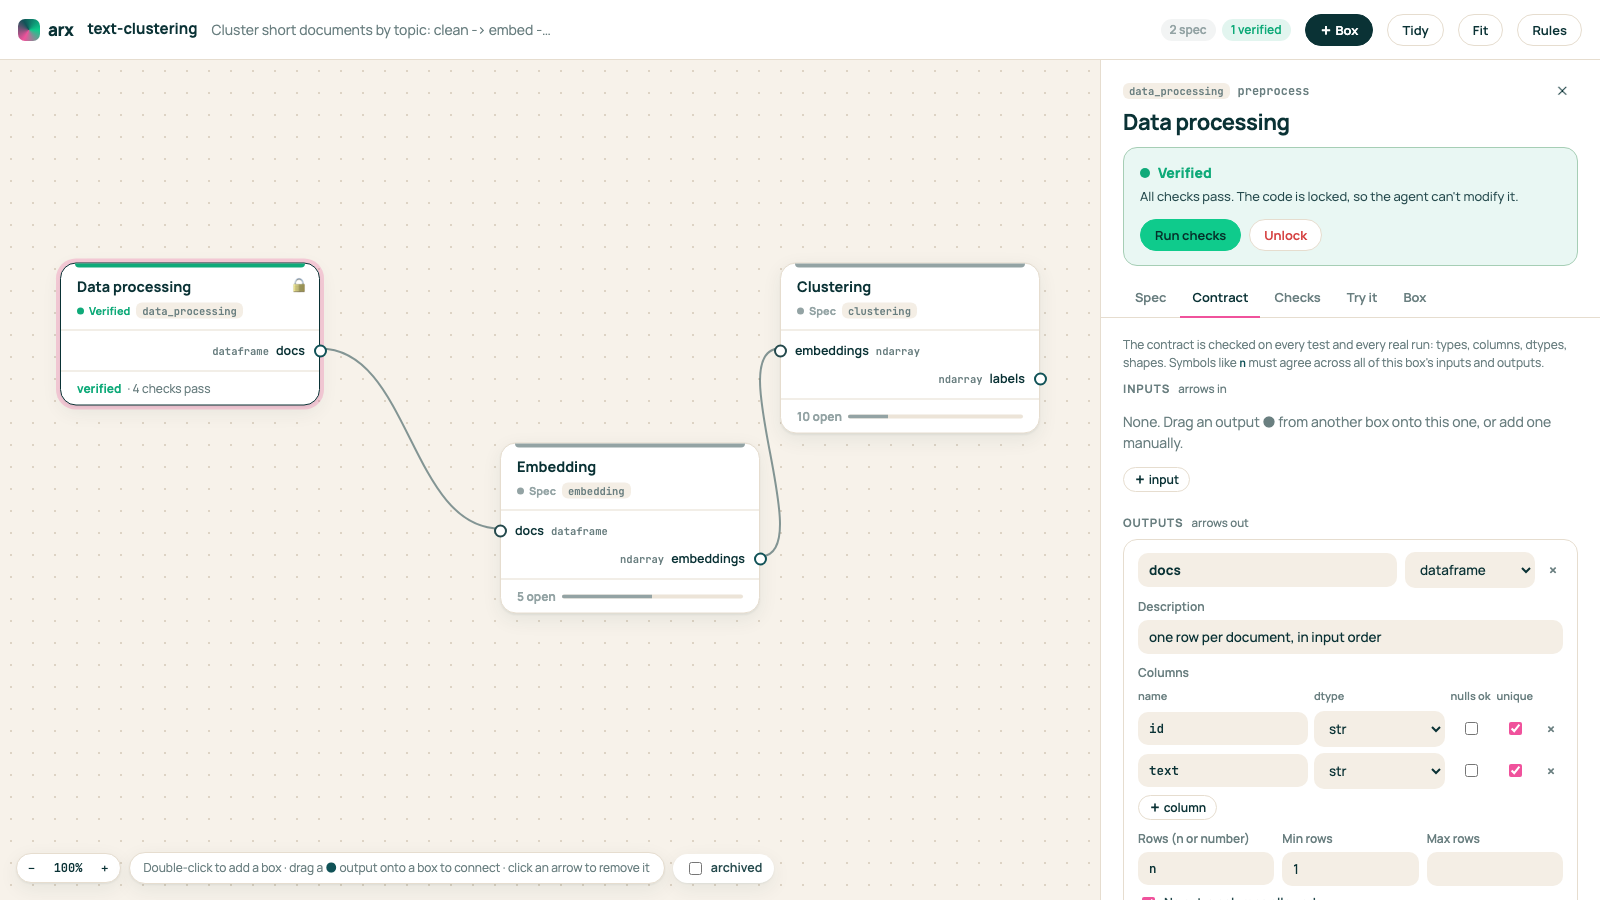 arx text-clustering Cluster short documents by topic: clean -> embed -...
2 spec 1 verified + Box Tidy Fit Rules
Data processing
Verified data_processing
dataframe docs
verified · 4 checks pass
Embedding
Spec embedding
docs dataframe
ndarray embeddings
5 open
Clustering
Spec clustering
embeddings ndarray
ndarray labels
10 open
− 100% +
Double-click to add a box · drag a output onto a box to connect · click an arrow to remove it
archived
data_processing preprocess ×
Data processing
Verified
All checks pass. The code is locked, so the agent can't modify it.
Run checks Unlock
Spec Contract Checks Try it Box
The contract is checked on every test and every real run: types, columns, dtypes,
shapes. Symbols like n must agree across all of this box's inputs and outputs.
INPUTS arrows in
None. Drag an output from another box onto this one, or add one
manually.
+ input
OUTPUTS arrows out
docs dataframe ×
Description
one row per document, in input order
Columns
name dtype nulls ok unique
id str ×
text str ×
+ column
Rows (n or number) Min rows Max rows
n 1